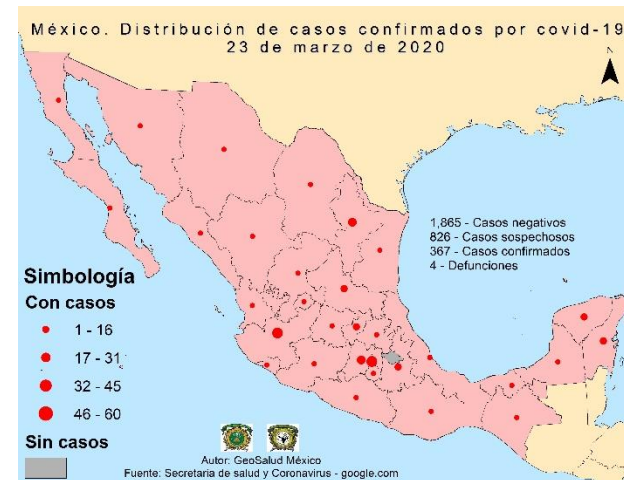 México. Distribución de casos confirmados por covid-19
23 de marzo de 2020
N
1,865 - Casos negativos
826 - Casos sospechosos
367 - Casos confirmados
4 - Defunciones
Simbología
Con casos
1 - 16
17 - 31
32 - 45
46 - 60
Sin casos
Autor: GeoSalud México
Fuente: Secretaria de salud y Coronavirus - google.com